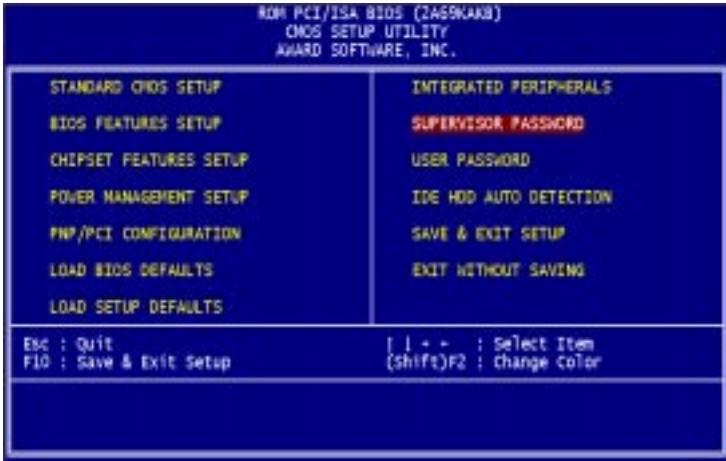 ROM PCI/ISA BIOS (2A69KAKB)
CMOS SETUP UTILITY
AWARD SOFTWARE, INC.
STANDARD CMOS SETUP
BIOS FEATURES SETUP
CHIPSET FEATURES SETUP
POWER MANAGEMENT SETUP
PNP/PCI CONFIGURATION
LOAD BIOS DEFAULTS
LOAD SETUP DEFAULTS
INTEGRATED PERIPHERALS
SUPERVISOR PASSWORD
USER PASSWORD
IDE HDD AUTO DETECTION
SAVE & EXIT SETUP
EXIT WITHOUT SAVING
Esc : Quit
F10 : Save & Exit Setup
: Select Item
(Shift)F2 : Change Color